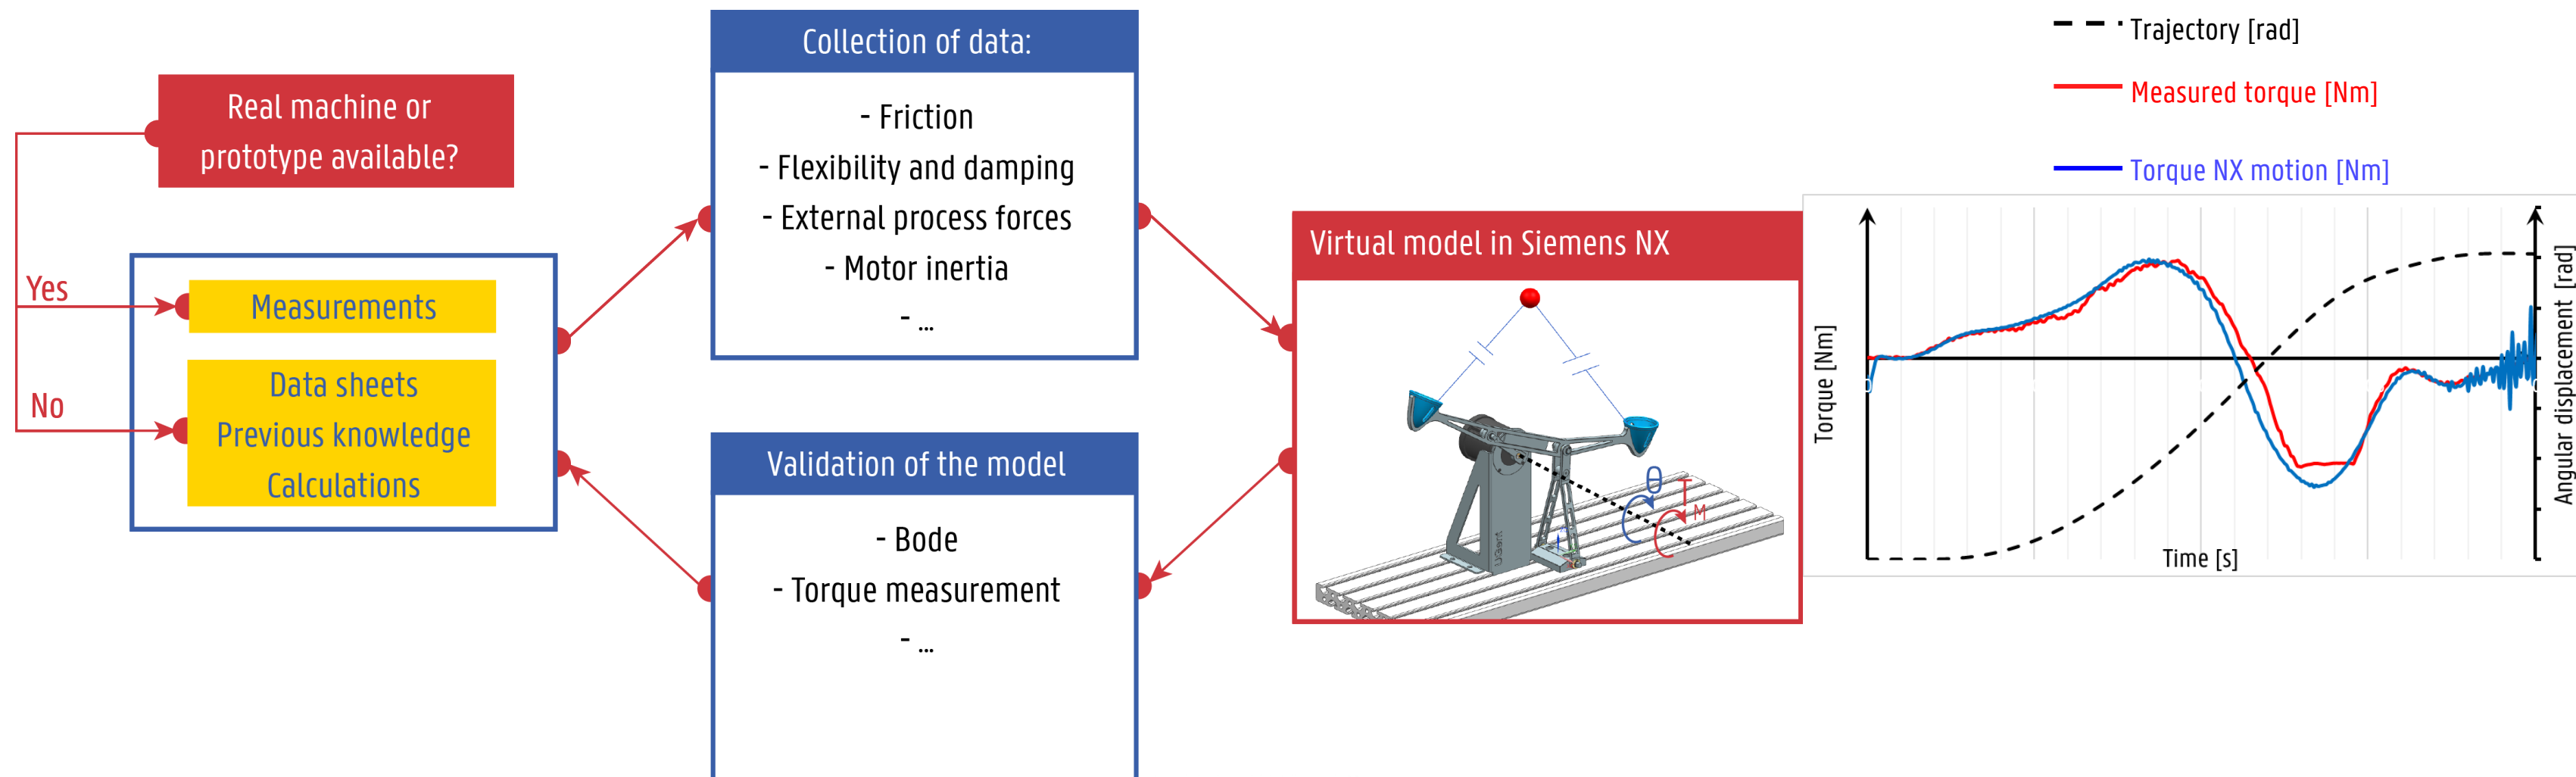 Real machine or
prototype available?
Yes
No
Measurements
Data sheets
Previous knowledge
Calculations
Collection of data:
- Friction
- Flexibility and damping
- External process forces
- Motor inertia
- ...
Validation of the model
- Bode
- Torque measurement
- ...
Virtual model in Siemens NX
θ
T
M
UGent
Trajectory [rad]
Measured torque [Nm]
Torque NX motion [Nm]
Torque [Nm]
Time [s]
Angular displacement [rad]